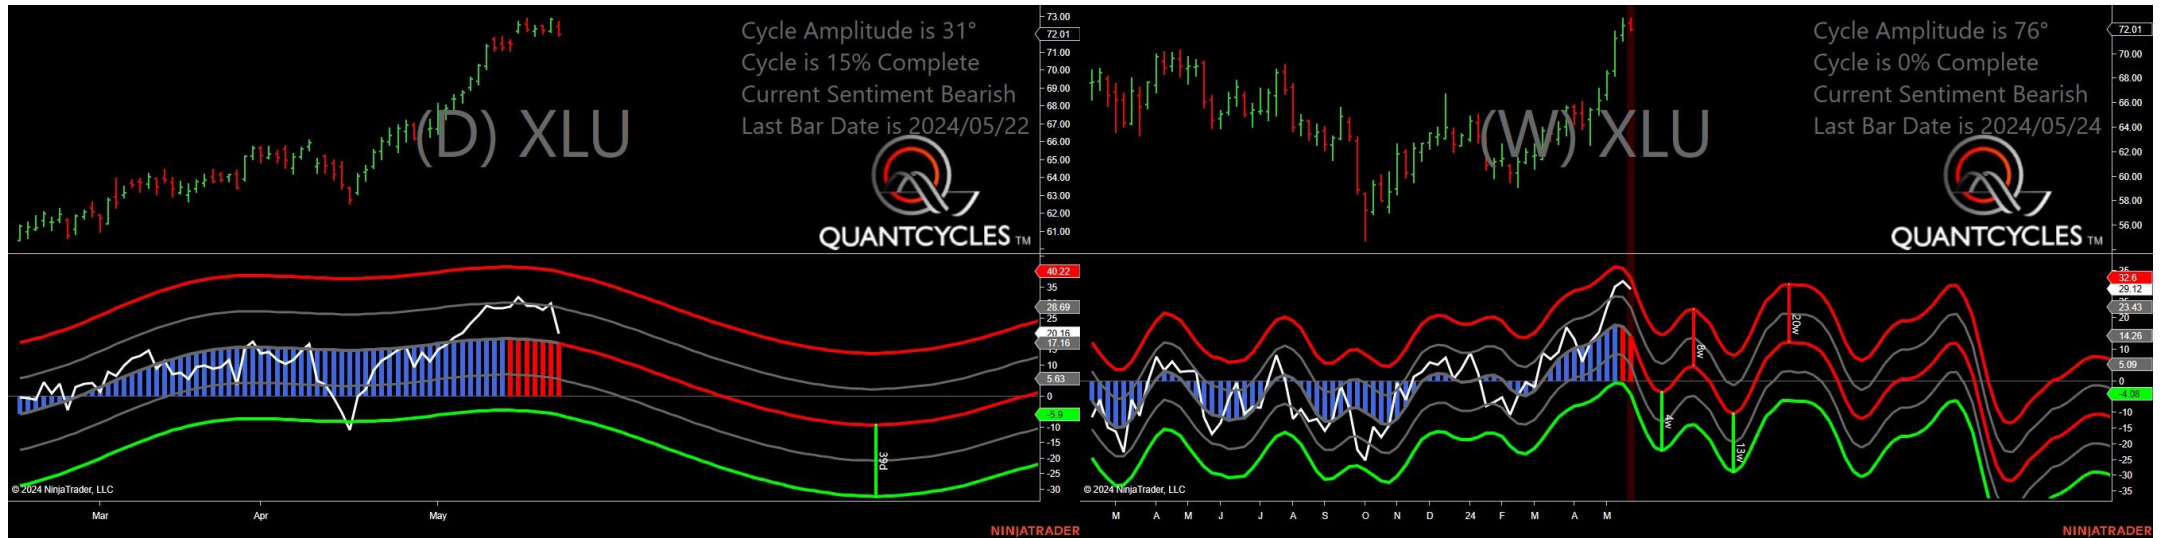 Cycle Amplitude is 31°
Cycle is 15% Complete
Current Sentiment Bearish
Last Bar Date is 2024/05/22
(D) XLU
QUANTCYCLES TM
73.00
72.01
71.00
70.00
69.00
68.00
67.00
66.00
65.00
64.00
63.00
62.00
61.00
40.22
35
28.69
25
20.16
17.16
15
10
5.63
0
-5.9
-10
-15
-20
-25
-30
39d
© 2024 NinjaTrader, LLC
Mar Apr May
NINJATRADER
Cycle Amplitude is 76°
Cycle is 0% Complete
Current Sentiment Bearish
Last Bar Date is 2024/05/24
(W) XLU
QUANTCYCLES TM
72.01
70.00
68.00
66.00
64.00
62.00
60.00
58.00
56.00
32.6
29.12
23.43
20
14.26
10
5.09
0
-4.08
-10
-15
-20
-25
-30
-35
4w
8w
13w
20w
© 2024 NinjaTrader, LLC
M A M J J A S O N D 24 F M A M
NINJATRADER